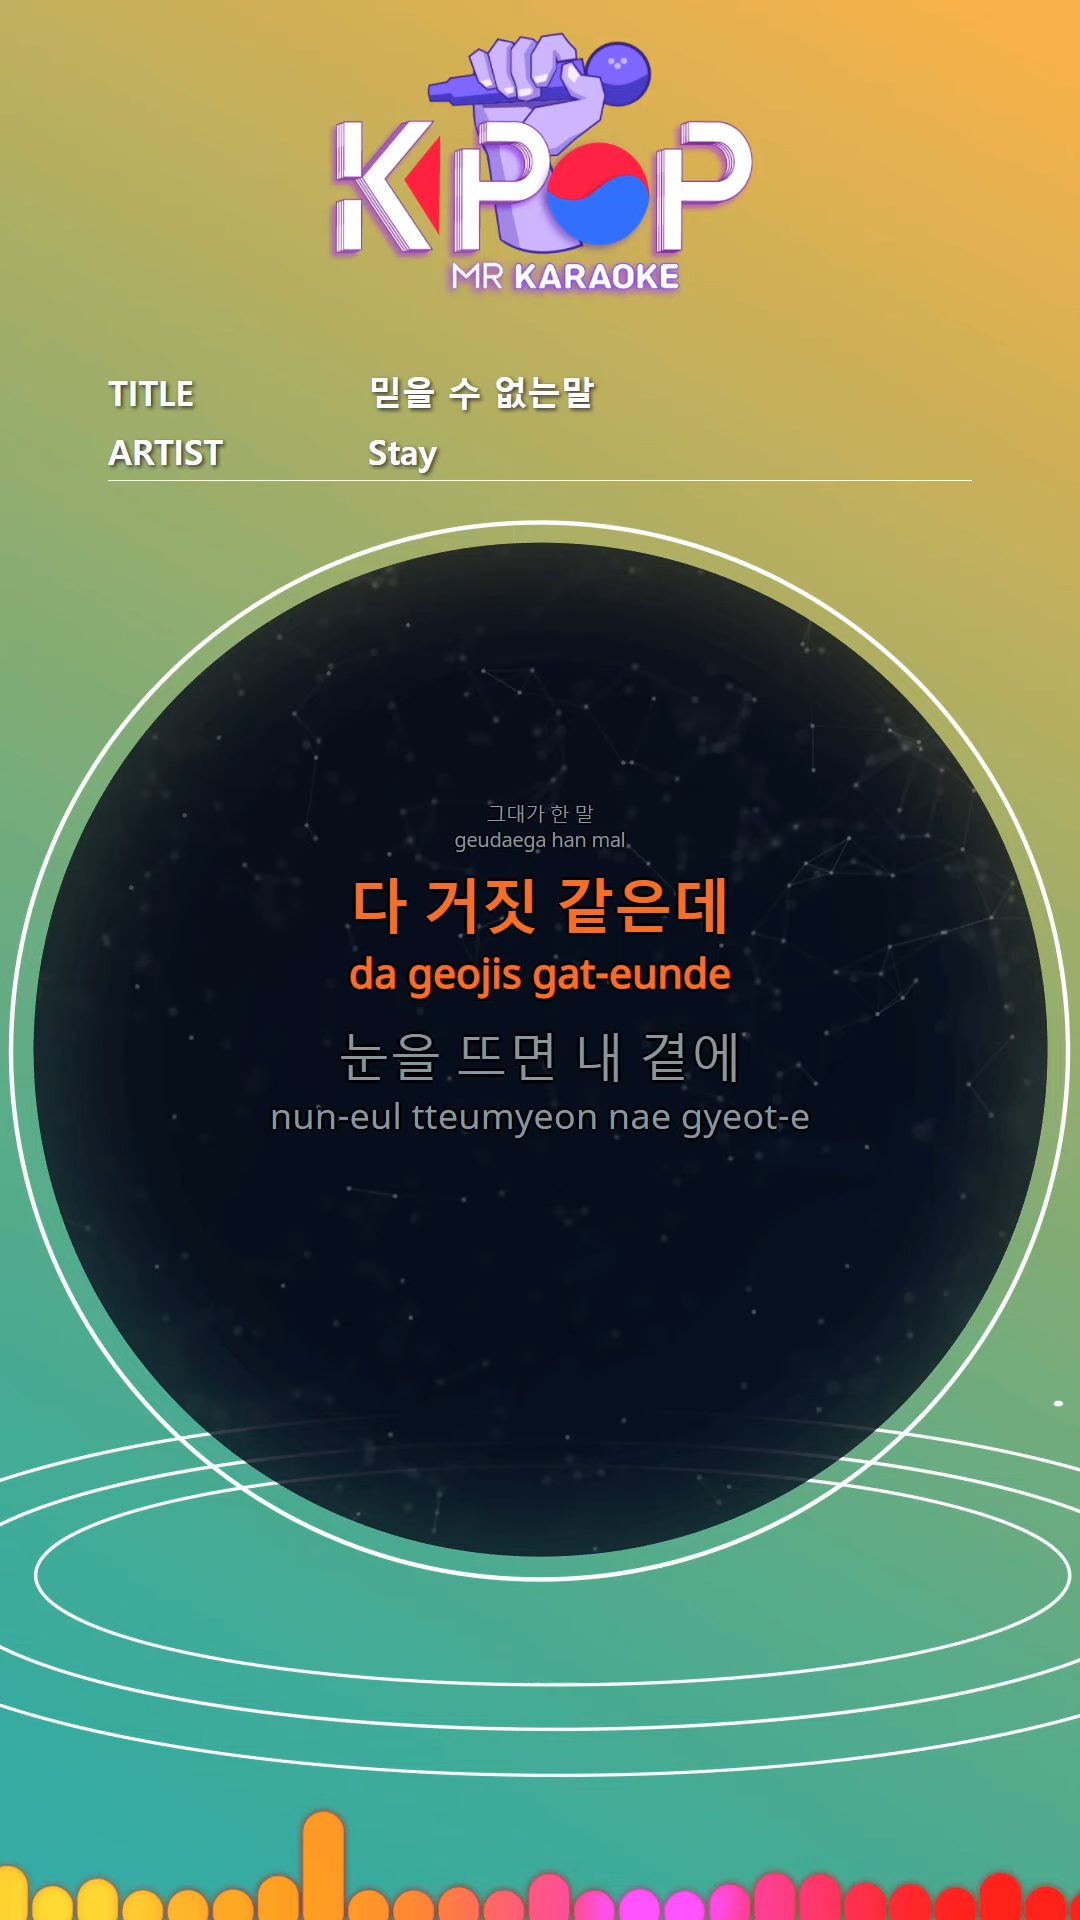 KPOP
MR KARAOKE
TITLE 믿을 수 없는말
ARTIST Stay
그대가 한 말
geudaega han mal
다 거짓 같은데
da geojis gat-eunde
눈을 뜨면 내 곁에
nun-eul tteumyeon nae gyeot-e